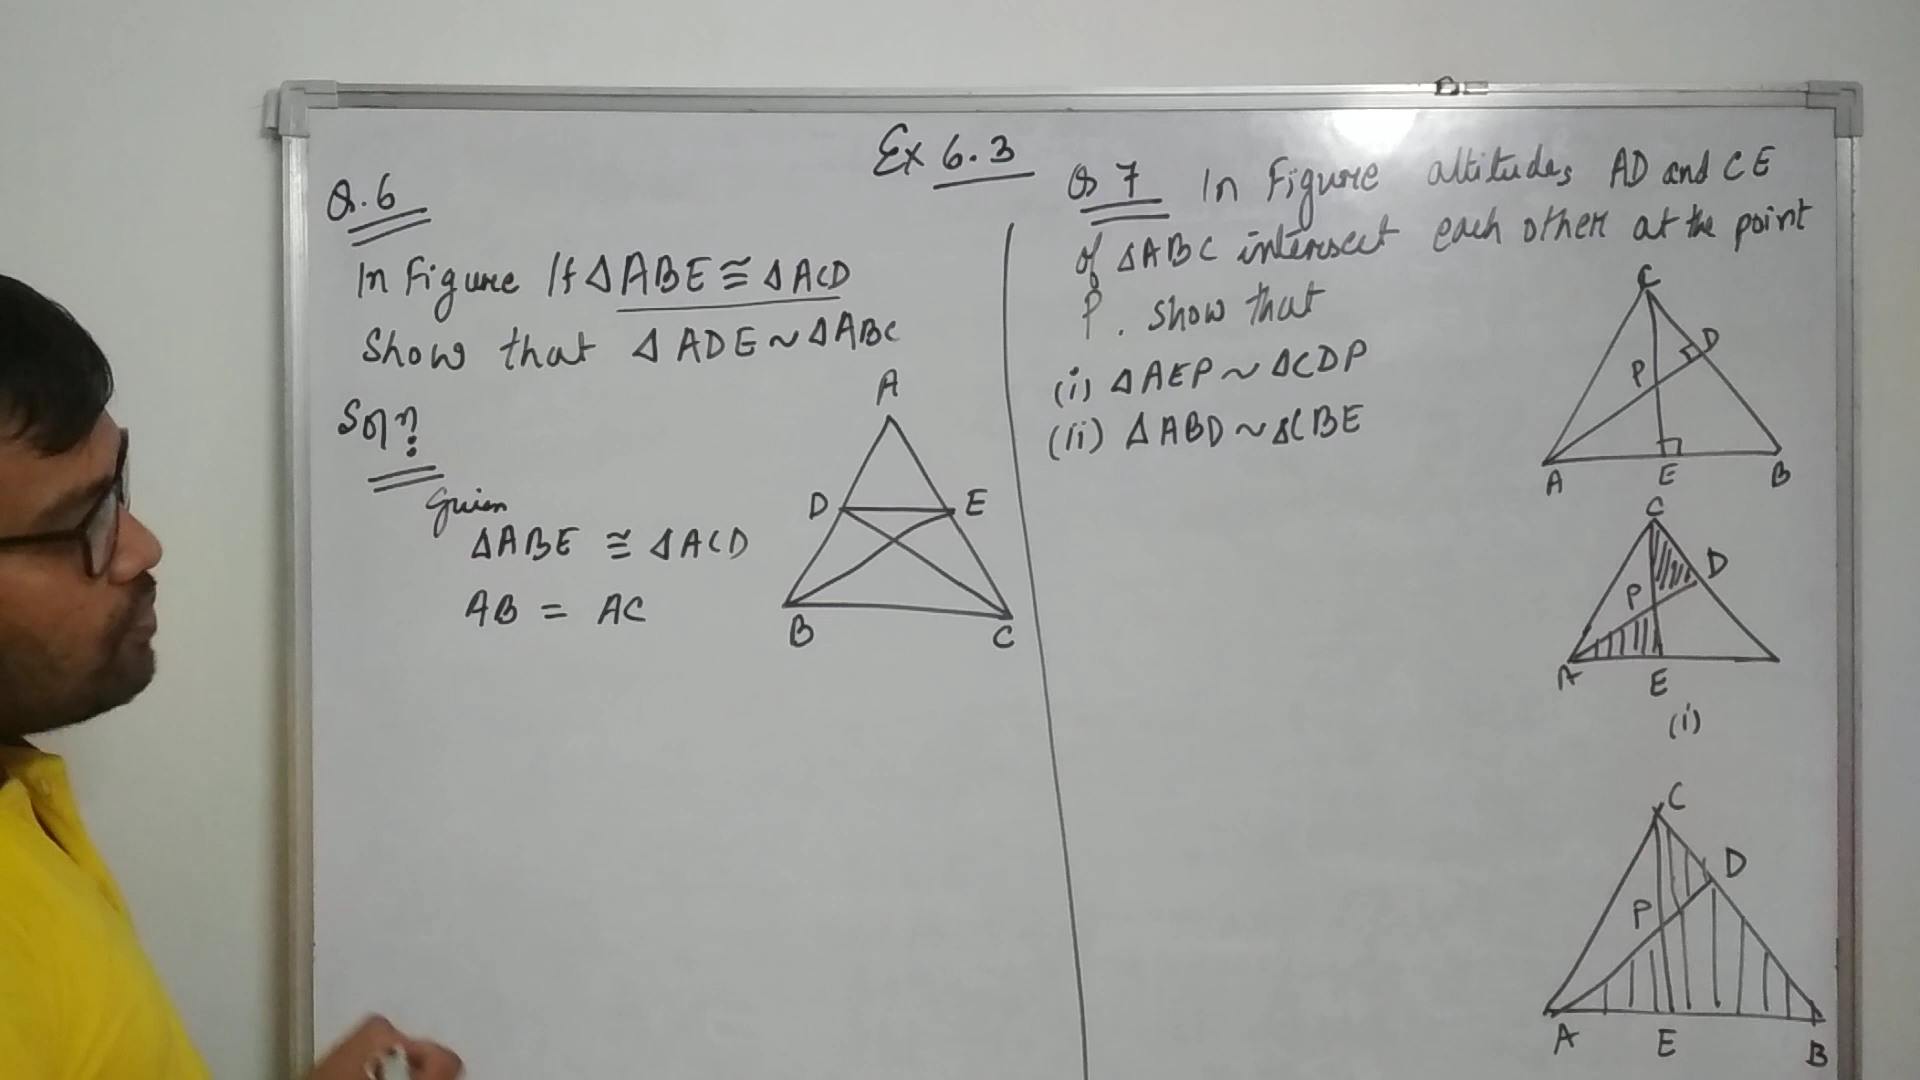 Ex 6.3
Q.6
In Figure If ΔABE ≅ ΔACD
Show that ΔADE ~ ΔABC
Sol n:
Given
ΔABE ≅ ΔACD
AB = AC
A
D E
B C
Q 7 In Figure altitudes AD and CE
of ΔABC intersect each other at the point
P. show that
(i) ΔAEP ~ ΔCDP
(ii) ΔABD ~ ΔCBE
C
D
P
A E B
C
D
P
A E
(i)
C
D
P
A E B